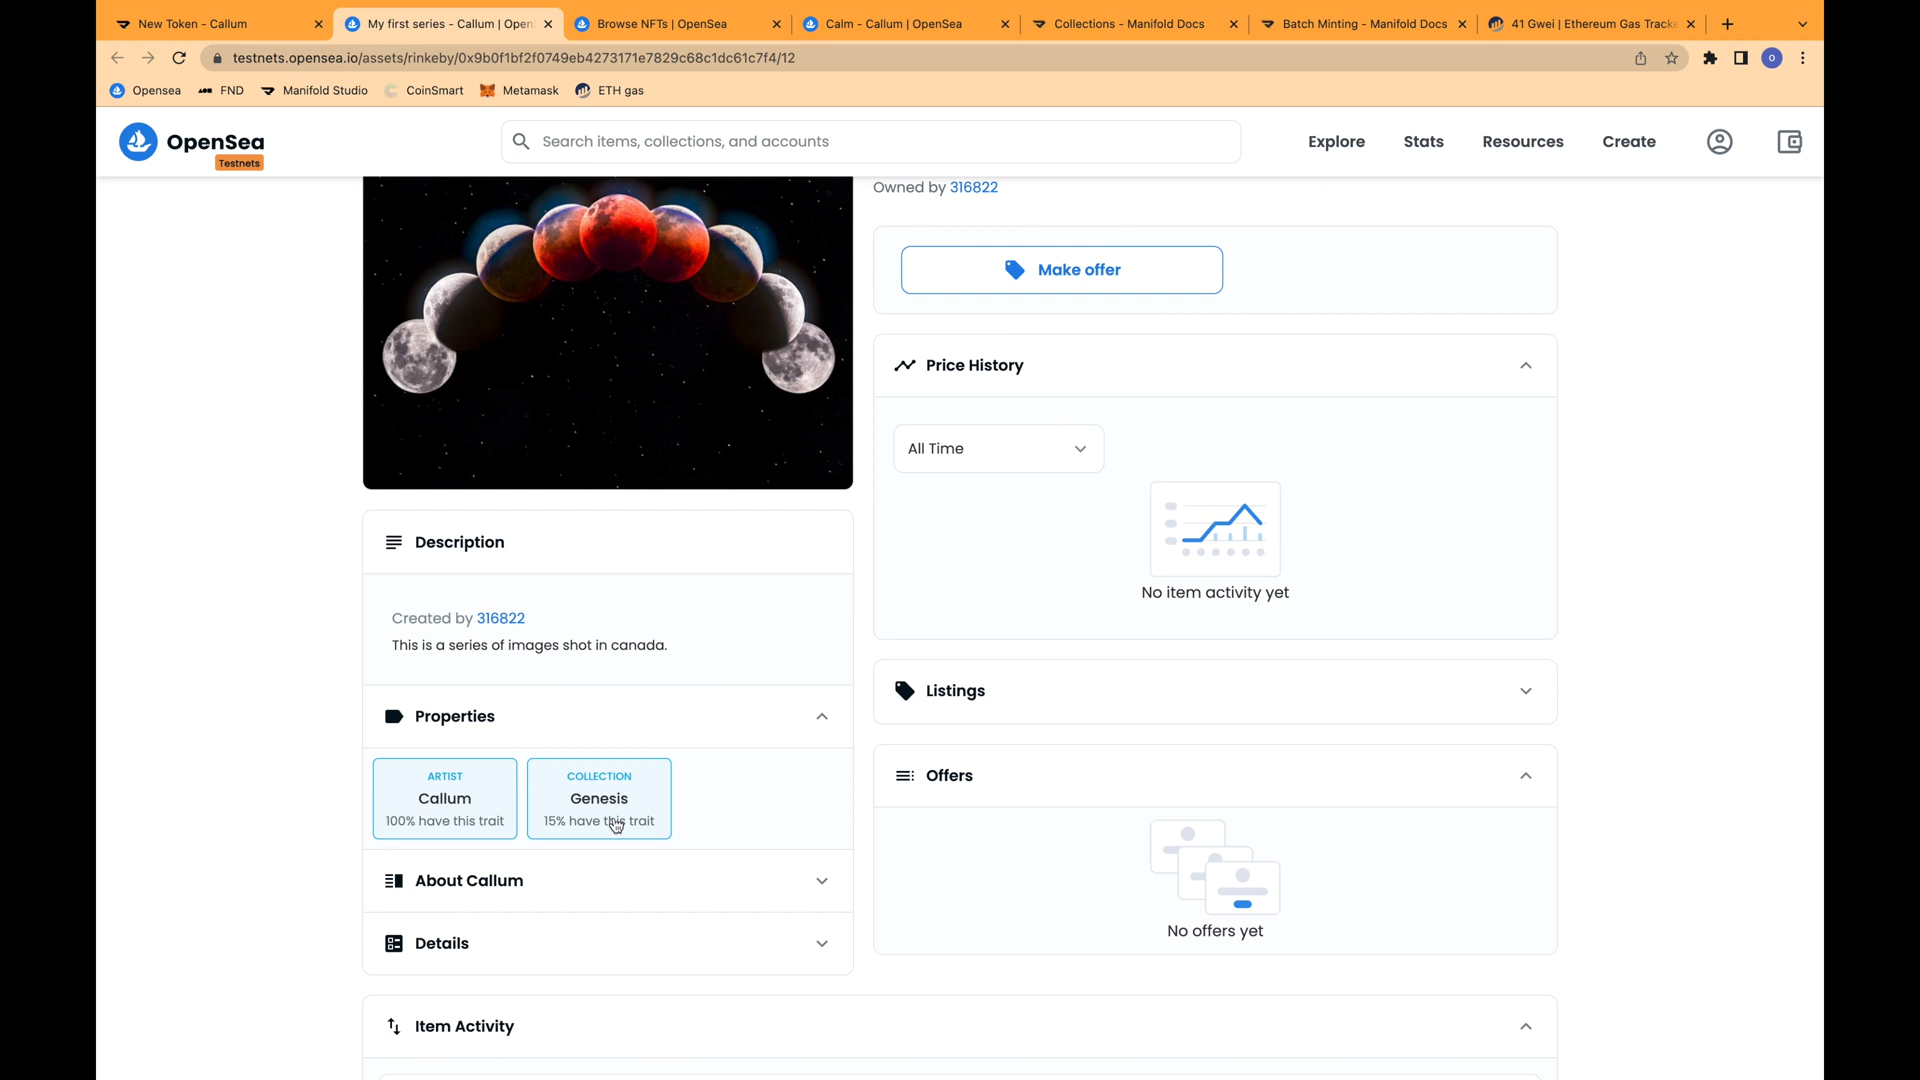 New Token - Callum
My first series - Callum | Open
Browse NFTs | OpenSea
Calm - Callum | OpenSea
Collections - Manifold Docs
Batch Minting - Manifold Docs
41 Gwei | Ethereum Gas Tracke
testnets.opensea.io/assets/rinkeby/0x9b0f1bf2f0749eb4273171e7829c68c1dc61c7f4/12
O
Opensea
FND
Manifold Studio
CoinSmart
Metamask
ETH gas
OpenSea
Testnets
Search items, collections, and accounts
Explore
Stats
Resources
Create
Owned by 316822
Make offer
Price History
All Time
No item activity yet
Description
Created by 316822
This is a series of images shot in canada.
Listings
Properties
ARTIST
Callum
100% have this trait
COLLECTION
Genesis
15% have this trait
Offers
No offers yet
About Callum
Details
Item Activity